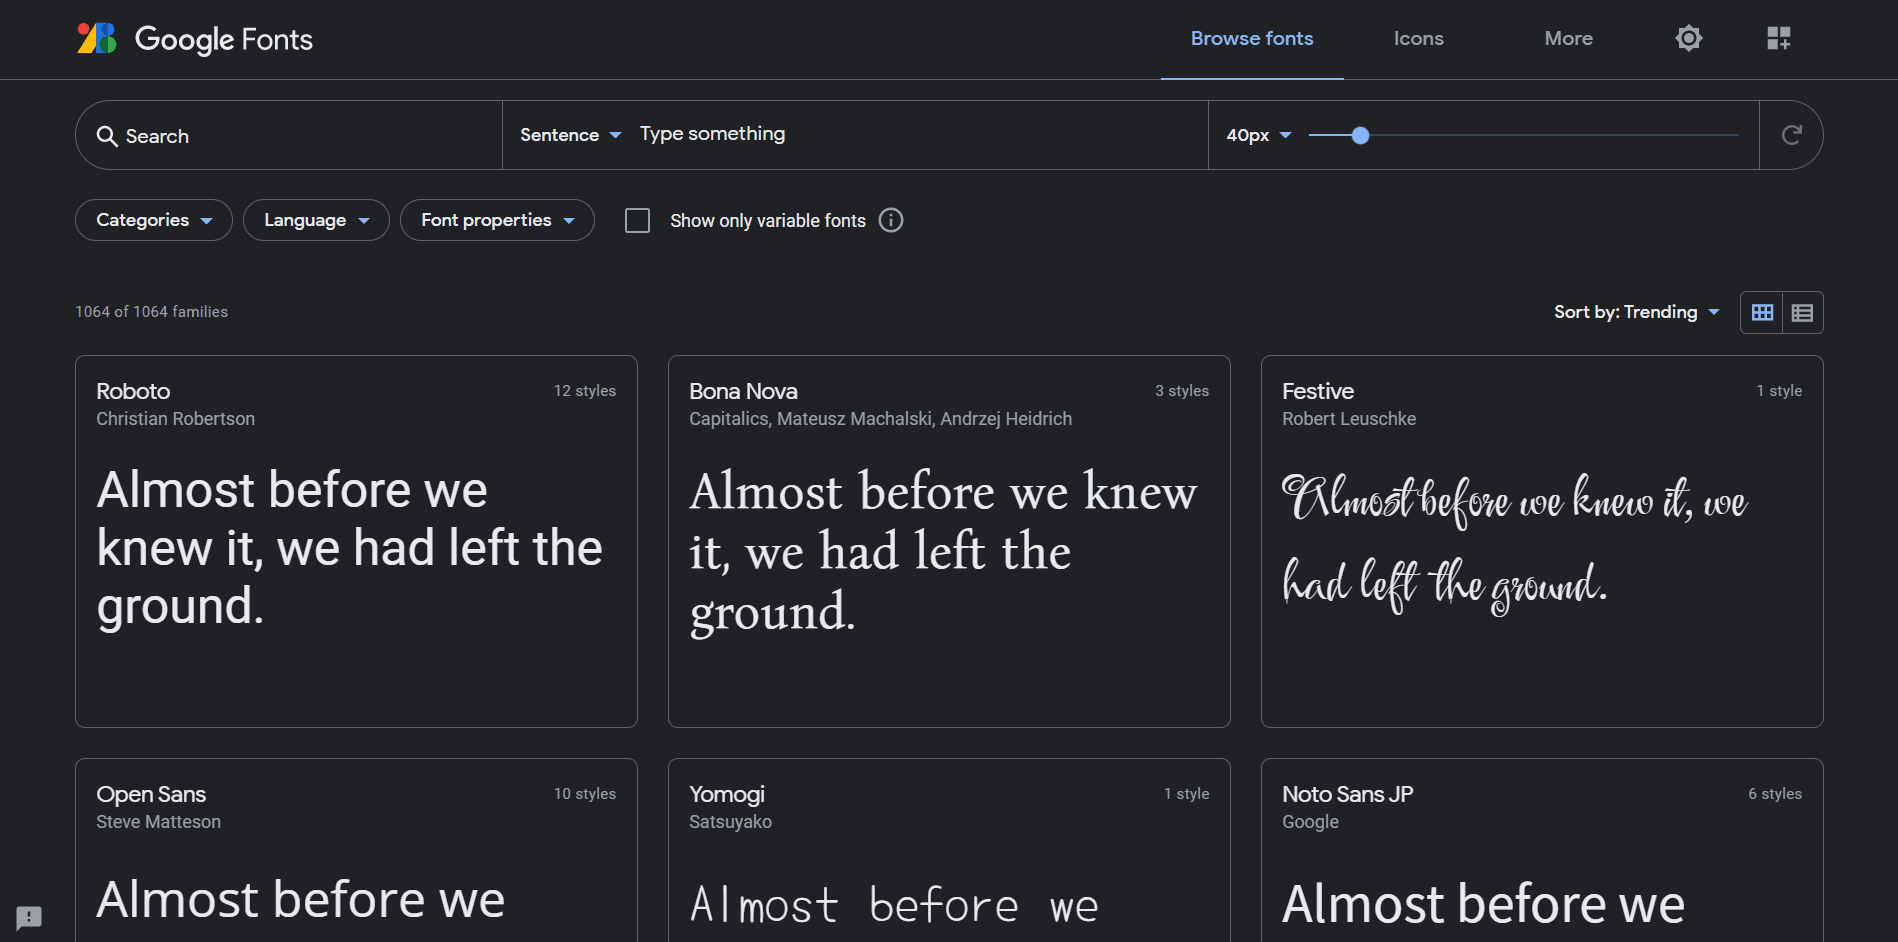 Google Fonts
Browse fonts
Icons
More
Search
Sentence
Type something
40px
Categories
Language
Font properties
Show only variable fonts
1064 of 1064 families
Sort by: Trending
Roboto
12 styles
Christian Robertson
Almost before we
knew it, we had left the
ground.
Bona Nova
3 styles
Capitalics, Mateusz Machalski, Andrzej Heidrich
Almost before we knew
it, we had left the
ground.
Festive
1 style
Robert Leuschke
Almost before we knew it, we
had left the ground.
Open Sans
10 styles
Steve Matteson
Almost before we
Yomogi
1 style
Satsuyako
Almost before we
Noto Sans JP
6 styles
Google
Almost before we